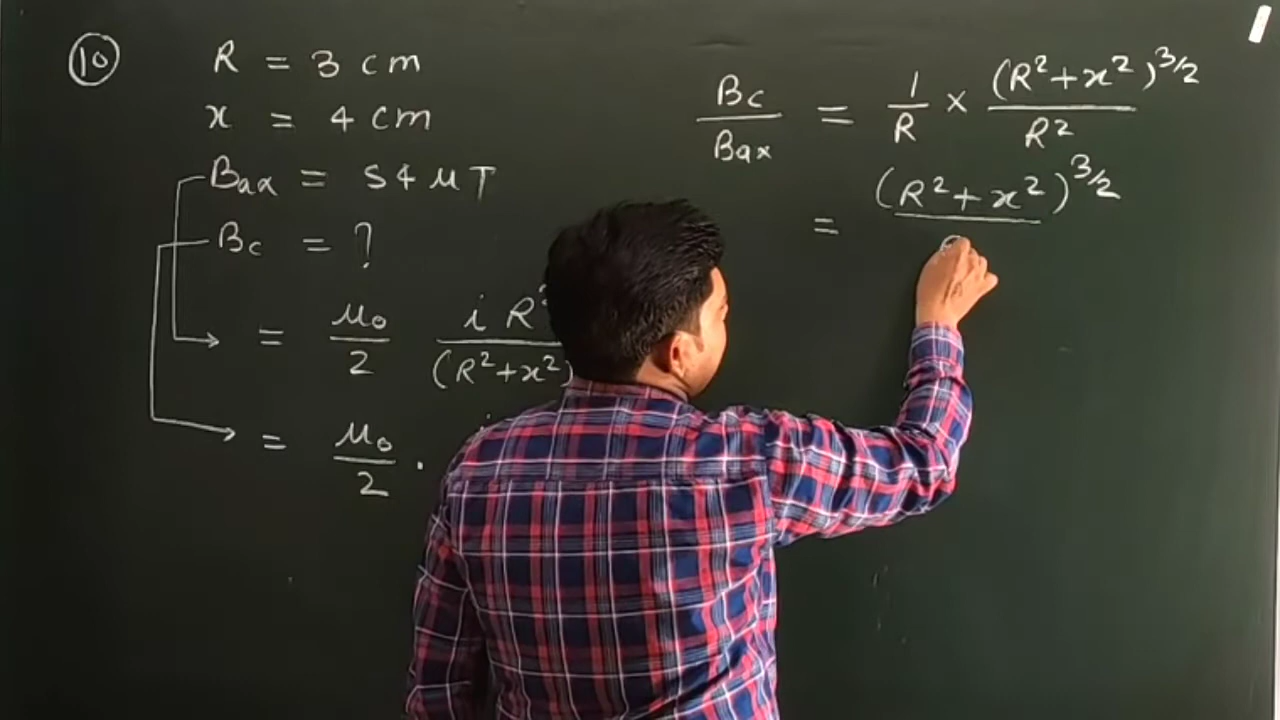 10
R = 3 cm
x = 4 cm
Bax = 54 μT
Bc = ?
= μ₀/2 i R² / (R²+x²)
= μ₀/2 .
Bc/Bax = 1/R × (R²+x²)^3/2 / R²
= (R²+x²)^3/2